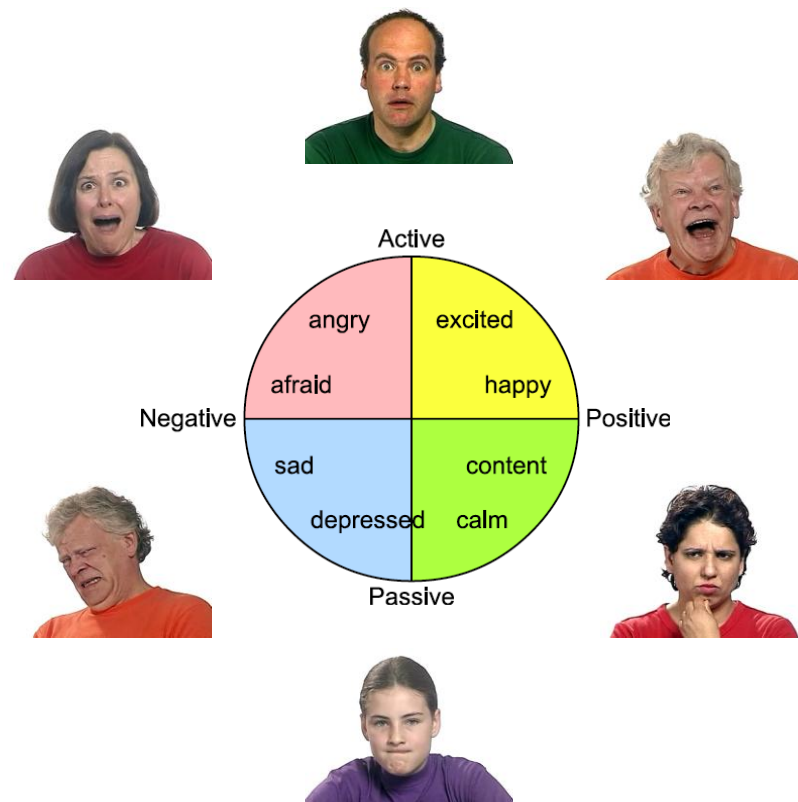 Active
angry excited
afraid happy
Negative Positive
sad content
depressed calm
Passive